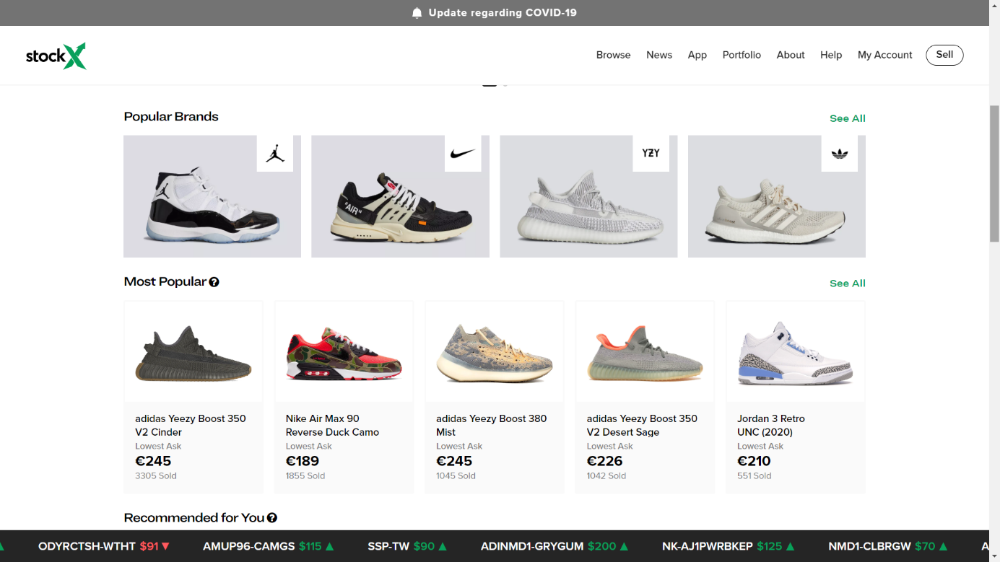 Update regarding COVID-19
stockX
Browse News App Portfolio About Help My Account Sell
Popular Brands
See All
YZY
"AIR"
Most Popular ?
See All
adidas Yeezy Boost 350
V2 Cinder
Lowest Ask
€245
3305 Sold
Nike Air Max 90
Reverse Duck Camo
Lowest Ask
€189
1855 Sold
adidas Yeezy Boost 380
Mist
Lowest Ask
€245
1045 Sold
adidas Yeezy Boost 350
V2 Desert Sage
Lowest Ask
€226
1042 Sold
Jordan 3 Retro
UNC (2020)
Lowest Ask
€210
551 Sold
Recommended for You ?
ODYRCTSH-WTHT $91 ▼ AMUP96-CAMGS $115 ▲ SSP-TW $90 ▲ ADINMD1-GRYGUM $200 ▲ NK-AJ1PWRBKEP $125 ▲ NMD1-CLBRGW $70 ▲ A